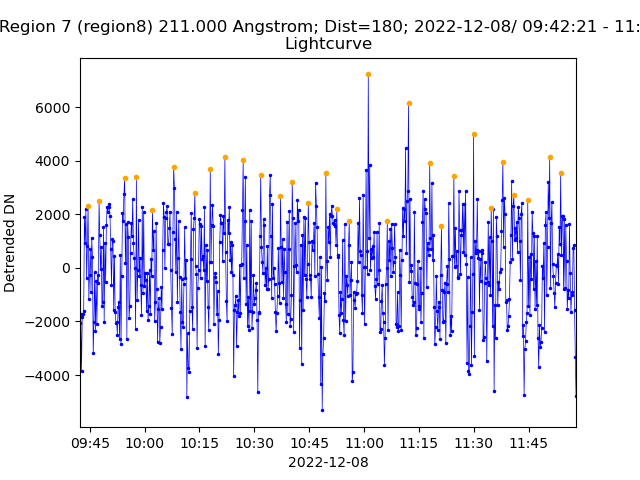 Region 7 (region8) 211.000 Angstrom; Dist=180; 2022-12-08/ 09:42:21 - 11:
Lightcurve
6000
4000
2000
0
−2000
−4000
Detrended DN
09:45 10:00 10:15 10:30 10:45 11:00 11:15 11:30 11:45
2022-12-08